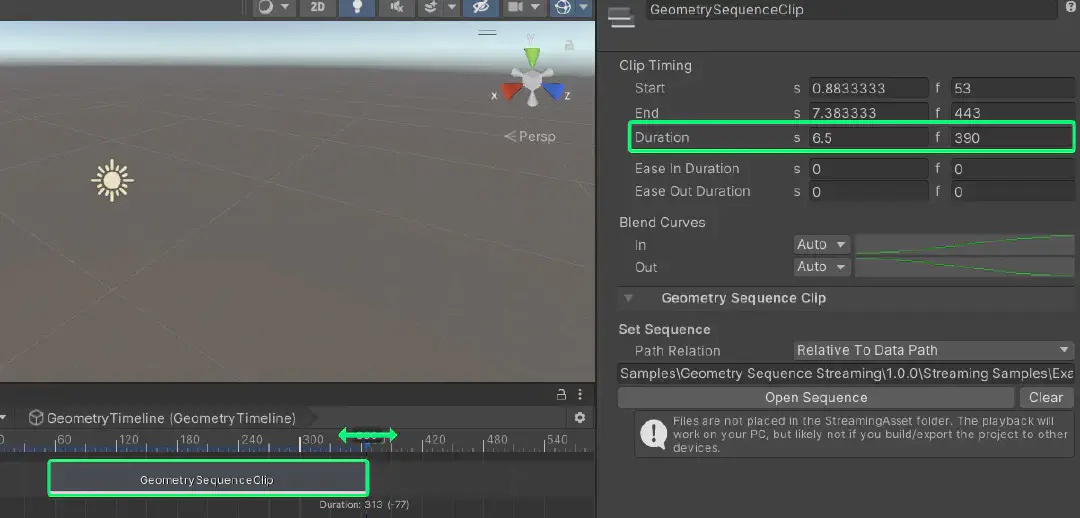 2D
GeometrySequenceClip
Y
X
Z
Persp
Clip Timing
Start s 0.8833333 f 53
End s 7.383333 f 443
Duration s 6.5 f 390
Ease In Duration s 0 f 0
Ease Out Duration s 0 f 0
Blend Curves
In Auto
Out Auto
Geometry Sequence Clip
Set Sequence
Path Relation Relative To Data Path
Samples\Geometry Sequence Streaming\1.0.0\Streaming Samples\Exa
Open Sequence Clear
Files are not placed in the StreamingAsset folder. The playback will
work on your PC, but likely not if you build/export the project to other
devices.
GeometryTimeline (GeometryTimeline)
0 60 120 180 240 300 420 480 540
GeometrySequenceClip
Duration: 313 (-77)